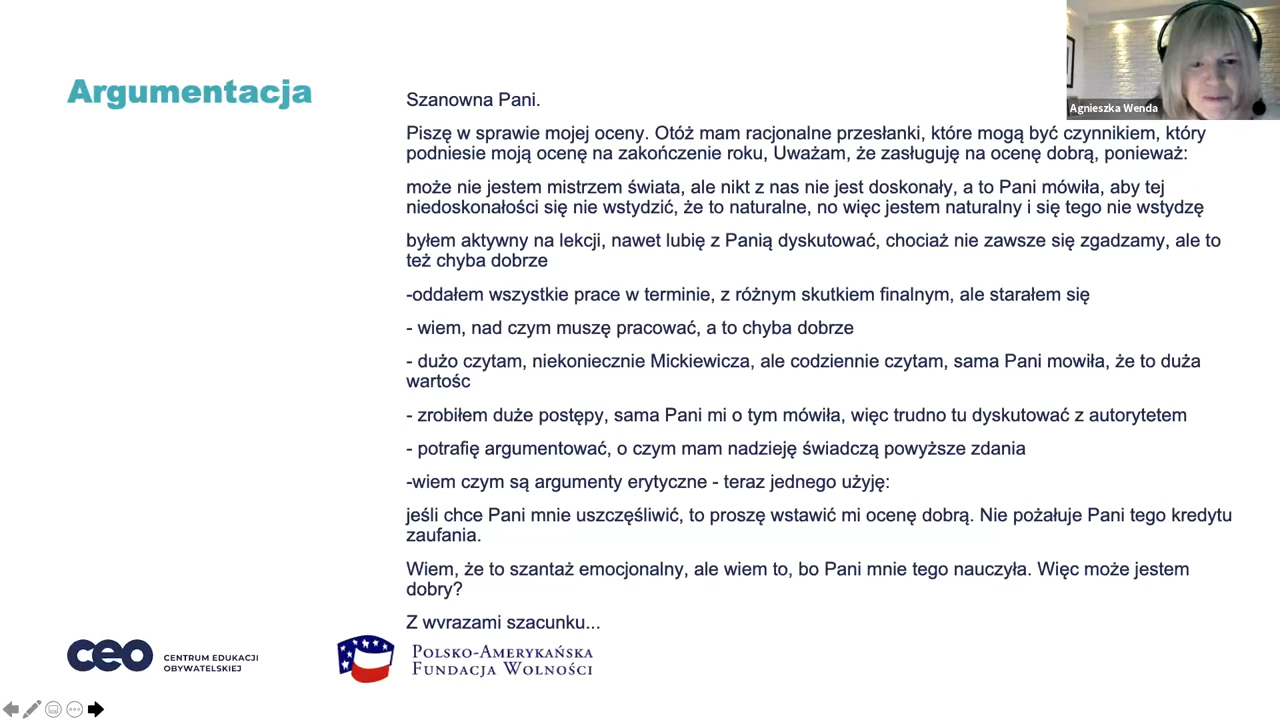 Argumentacja
Agnieszka Wenda
Szanowna Pani.
Piszę w sprawie mojej oceny. Otóż mam racjonalne przesłanki, które mogą być czynnikiem, który
podniesie moją ocenę na zakończenie roku, Uważam, że zasługuję na ocenę dobrą, ponieważ:
może nie jestem mistrzem świata, ale nikt z nas nie jest doskonały, a to Pani mówiła, aby tej
niedoskonałości się nie wstydzić, że to naturalne, no więc jestem naturalny i się tego nie wstydzę
byłem aktywny na lekcji, nawet lubię z Panią dyskutować, chociaż nie zawsze się zgadzamy, ale to
też chyba dobrze
-oddałem wszystkie prace w terminie, z różnym skutkiem finalnym, ale starałem się
- wiem, nad czym muszę pracować, a to chyba dobrze
- dużo czytam, niekoniecznie Mickiewicza, ale codziennie czytam, sama Pani mowiła, że to duża
wartośc
- zrobiłem duże postępy, sama Pani mi o tym mówiła, więc trudno tu dyskutować z autorytetem
- potrafię argumentować, o czym mam nadzieję świadczą powyższe zdania
-wiem czym są argumenty erytyczne - teraz jednego użyję:
jeśli chce Pani mnie uszczęśliwić, to proszę wstawić mi ocenę dobrą. Nie pożałuje Pani tego kredytu
zaufania.
Wiem, że to szantaż emocjonalny, ale wiem to, bo Pani mnie tego nauczyła. Więc może jestem
dobry?
Z wyrazami szacunku...
ceo CENTRUM EDUKACJI
OBYWATELSKIEJ
POLSKO-AMERYKAŃSKA
FUNDACJA WOLNOŚCI